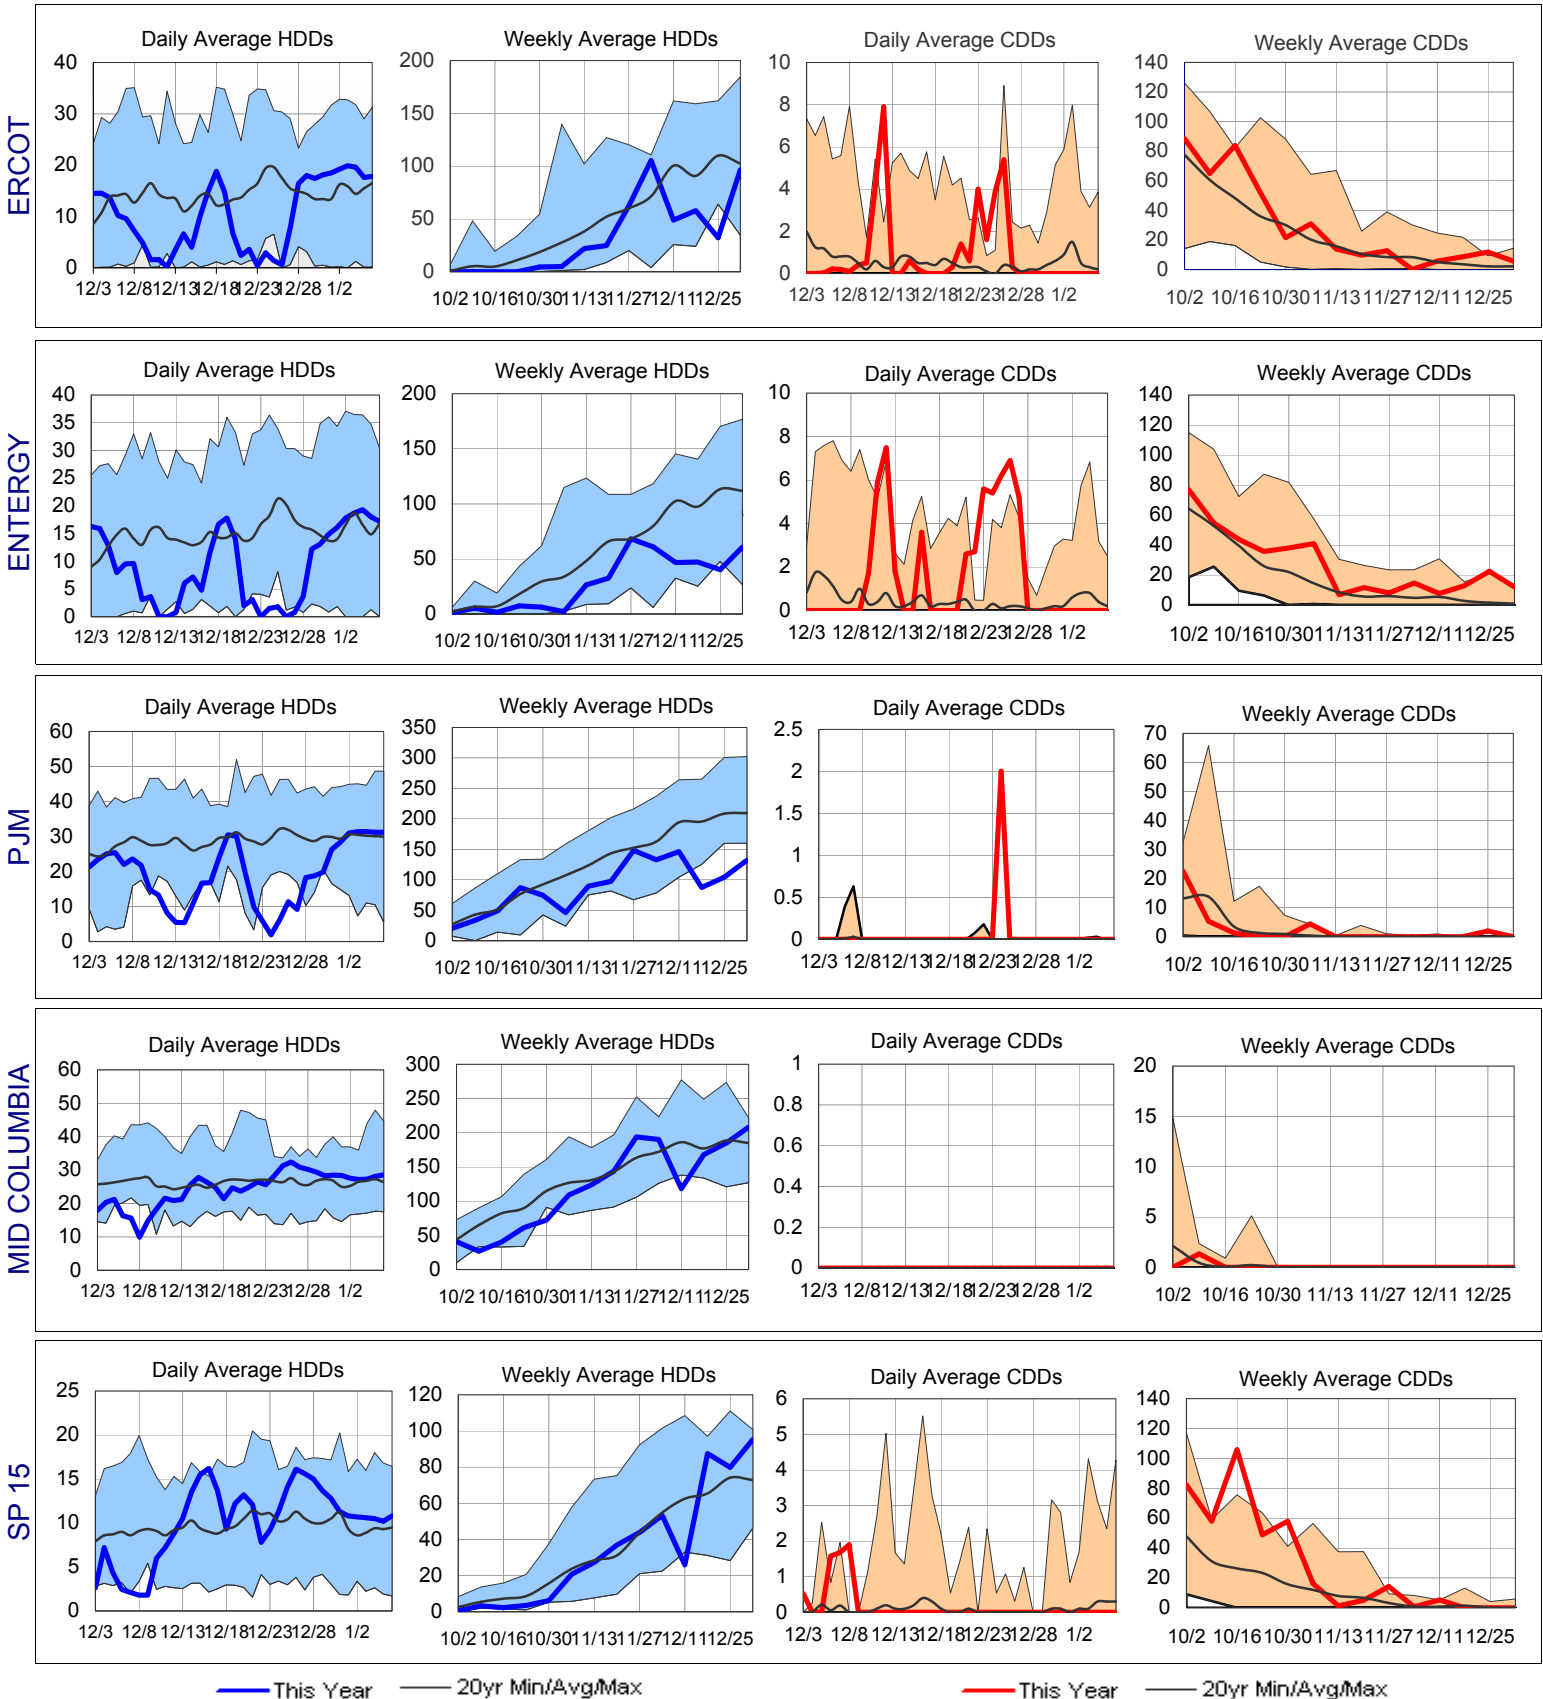 ERCOT
Daily Average HDDs
40
30
20
10
0
12/3 12/8 12/13 12/18 12/23 12/28 1/2
Weekly Average HDDs
200
150
100
50
0
10/2 10/16 10/30 11/13 11/27 12/11 12/25
Daily Average CDDs
10
8
6
4
2
0
12/3 12/8 12/13 12/18 12/23 12/28 1/2
Weekly Average CDDs
140
120
100
80
60
40
20
0
10/2 10/16 10/30 11/13 11/27 12/11 12/25
ENTERGY
Daily Average HDDs
40
35
30
25
20
15
10
5
0
12/3 12/8 12/13 12/18 12/23 12/28 1/2
Weekly Average HDDs
200
150
100
50
0
10/2 10/16 10/30 11/13 11/27 12/11 12/25
Daily Average CDDs
10
8
6
4
2
0
12/3 12/8 12/13 12/18 12/23 12/28 1/2
Weekly Average CDDs
140
120
100
80
60
40
20
0
10/2 10/16 10/30 11/13 11/27 12/11 12/25
PJM
Daily Average HDDs
60
50
40
30
20
10
0
12/3 12/8 12/13 12/18 12/23 12/28 1/2
Weekly Average HDDs
350
300
250
200
150
100
50
0
10/2 10/16 10/30 11/13 11/27 12/11 12/25
Daily Average CDDs
2.5
2
1.5
1
0.5
0
12/3 12/8 12/13 12/18 12/23 12/28 1/2
Weekly Average CDDs
70
60
50
40
30
20
10
0
10/2 10/16 10/30 11/13 11/27 12/11 12/25
MID COLUMBIA
Daily Average HDDs
60
50
40
30
20
10
0
12/3 12/8 12/13 12/18 12/23 12/28 1/2
Weekly Average HDDs
300
250
200
150
100
50
0
10/2 10/16 10/30 11/13 11/27 12/11 12/25
Daily Average CDDs
1
0.8
0.6
0.4
0.2
0
12/3 12/8 12/13 12/18 12/23 12/28 1/2
Weekly Average CDDs
20
15
10
5
0
10/2 10/16 10/30 11/13 11/27 12/11 12/25
SP 15
Daily Average HDDs
25
20
15
10
5
0
12/3 12/8 12/13 12/18 12/23 12/28 1/2
Weekly Average HDDs
120
100
80
60
40
20
0
10/2 10/16 10/30 11/13 11/27 12/11 12/25
Daily Average CDDs
6
5
4
3
2
1
0
12/3 12/8 12/13 12/18 12/23 12/28 1/2
Weekly Average CDDs
140
120
100
80
60
40
20
0
10/2 10/16 10/30 11/13 11/27 12/11 12/25
This Year 20yr Min/Avg/Max
This Year 20yr Min/Avg/Max